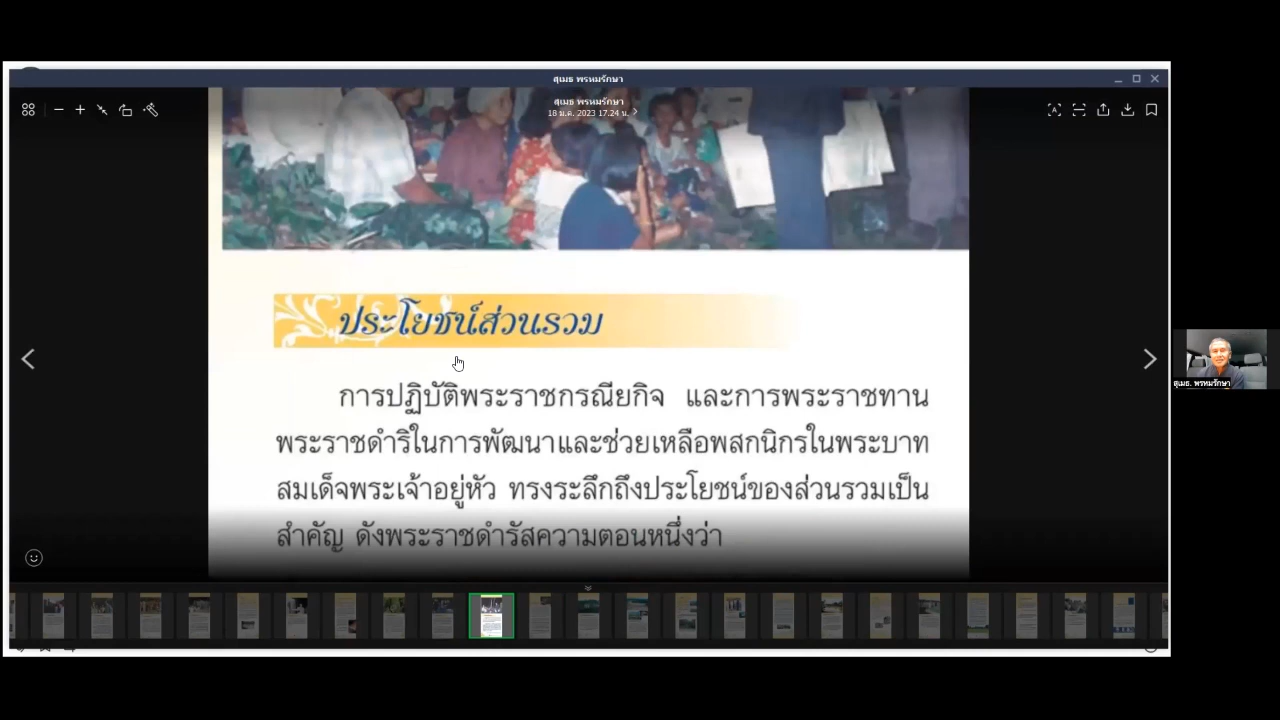 สุเมธ พรหมรักษา
สุเมธ พรหมรักษา
18 ม.ค. 2023 17.24 น.
ประโยชน์ส่วนรวม
การปฏิบัติพระราชกรณียกิจ และการพระราชทาน
พระราชดำริในการพัฒนาและช่วยเหลือพสกนิกรในพระบาท
สมเด็จพระเจ้าอยู่หัว ทรงระลึกถึงประโยชน์ของส่วนรวมเป็น
สำคัญ ดังพระราชดำรัสความตอนหนึ่งว่า
สุเมธ. พรหมรักษา